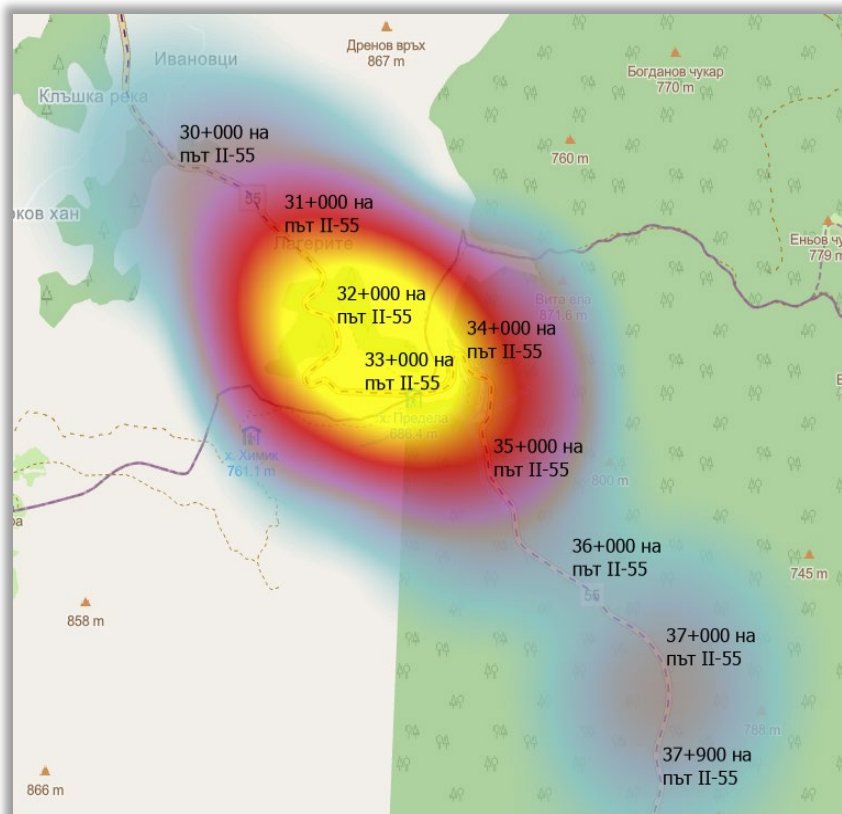 Дренов връх
867 m
Ивановци
Богданов чукар
770 m
Клъшка река
30+000 на
път II-55
760 m
55
31+000 на
път II-55
ков хан
Лагерите
Еньов чу
779 m
32+000 на
път II-55
Вита ела
871.6 m
34+000 на
път II-55
33+000 на
път II-55
х. Предела
686.4 m
х. Химик
761.1 m
35+000 на
път II-55
800 m
36+000 на
път II-55
745 m
55
858 m
37+000 на
път II-55
788 m
37+900 на
път II-55
866 m